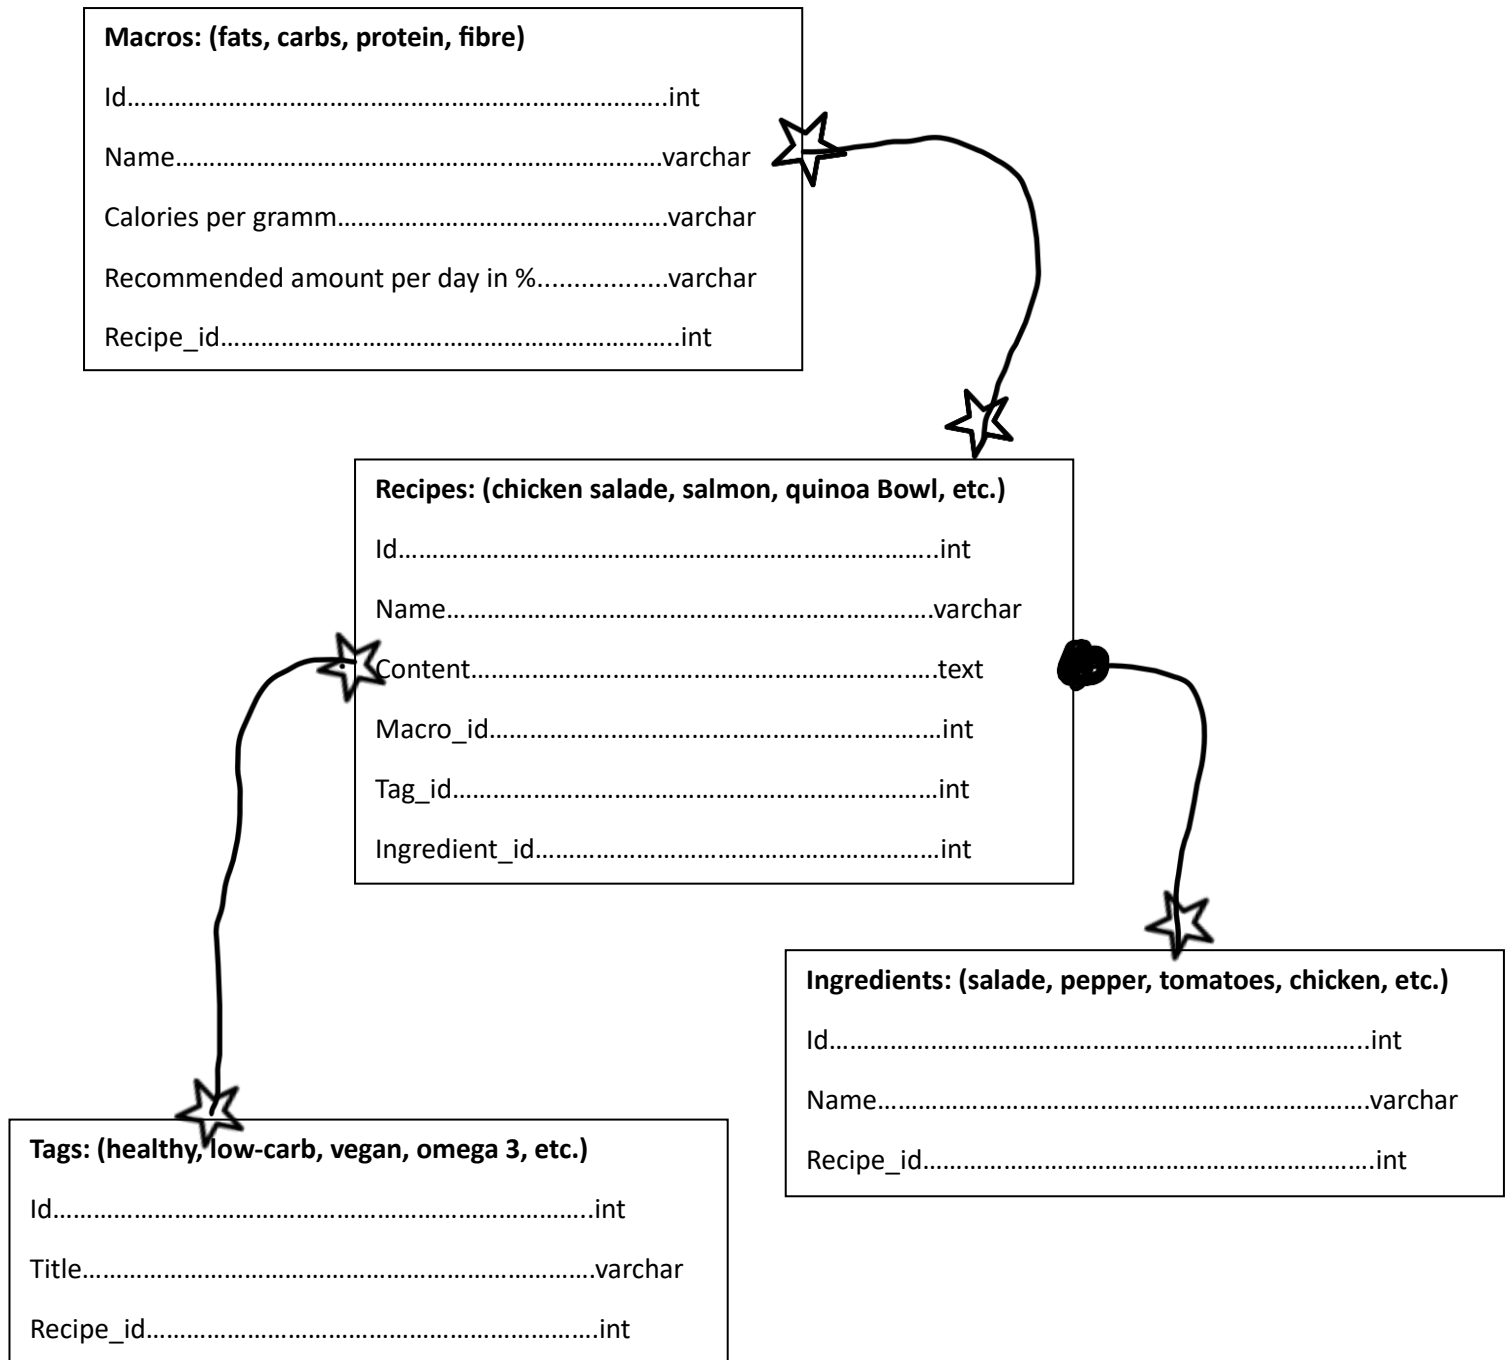 Macros: (fats, carbs, protein, fibre)
Id……………………………………………………………..int
Name……………………………………..……………….varchar
Calories per gramm…………………………………….varchar
Recommended amount per day in %……………..varchar
Recipe_id…………………………………………………..int
Recipes: (chicken salade, salmon, quinoa Bowl, etc.)
Id……………………………………………………………..int
Name……………………………………..……………….varchar
Content………………………………………………..…..text
Macro_id……………………………………………….…int
Tag_id………………………………………………………int
Ingredient_id……………………………………………..int
Ingredients: (salade, pepper, tomatoes, chicken, etc.)
Id……………………………………………………………..int
Name……………………………………………………….varchar
Recipe_id………………………………………………….int
Tags: (healthy, low-carb, vegan, omega 3, etc.)
Id……………………………………………………………..int
Title………………………………………………………….varchar
Recipe_id………………………………………………….int